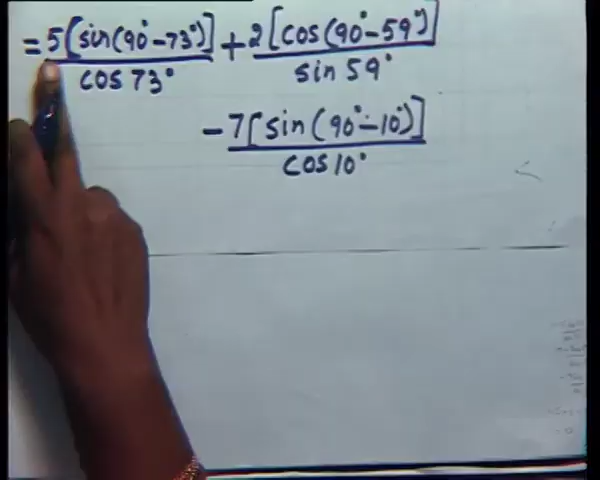 = 5[sin(90°-73°)]/cos 73° + 2[cos(90°-59°)]/sin 59°
- 7[sin(90°-10°)]/cos 10°